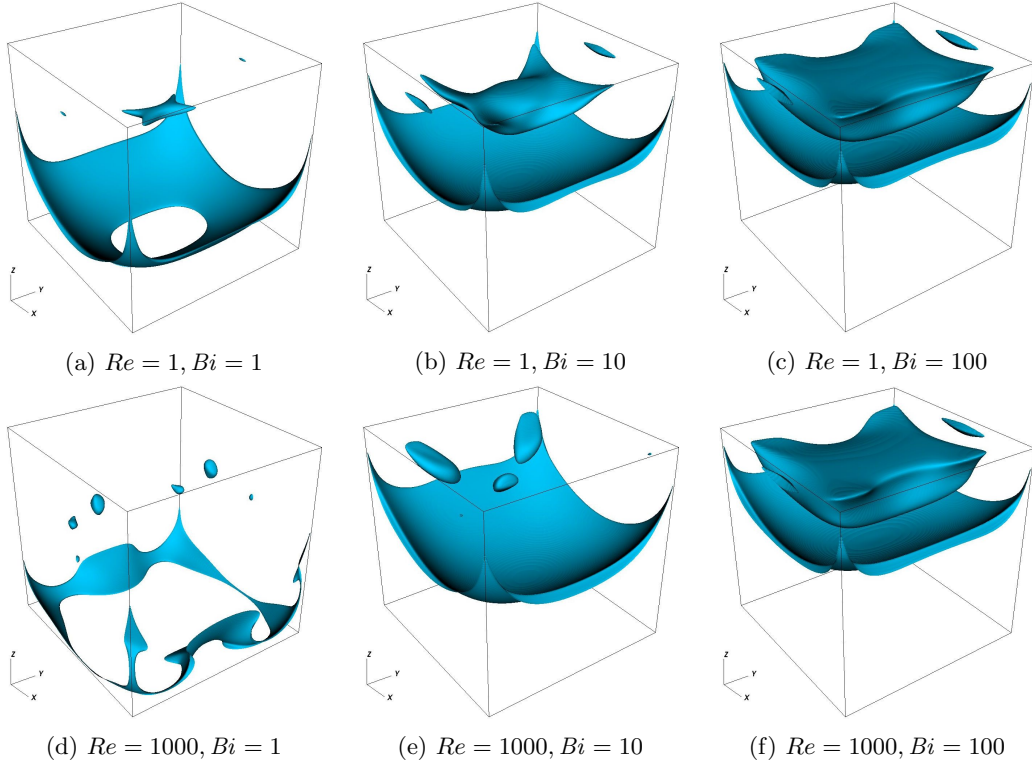 Z
Y
X
Z
Y
X
Z
Y
X
(a) Re = 1, Bi = 1
(b) Re = 1, Bi = 10
(c) Re = 1, Bi = 100
Z
Y
X
Z
Y
X
Z
Y
X
(d) Re = 1000, Bi = 1
(e) Re = 1000, Bi = 10
(f) Re = 1000, Bi = 100